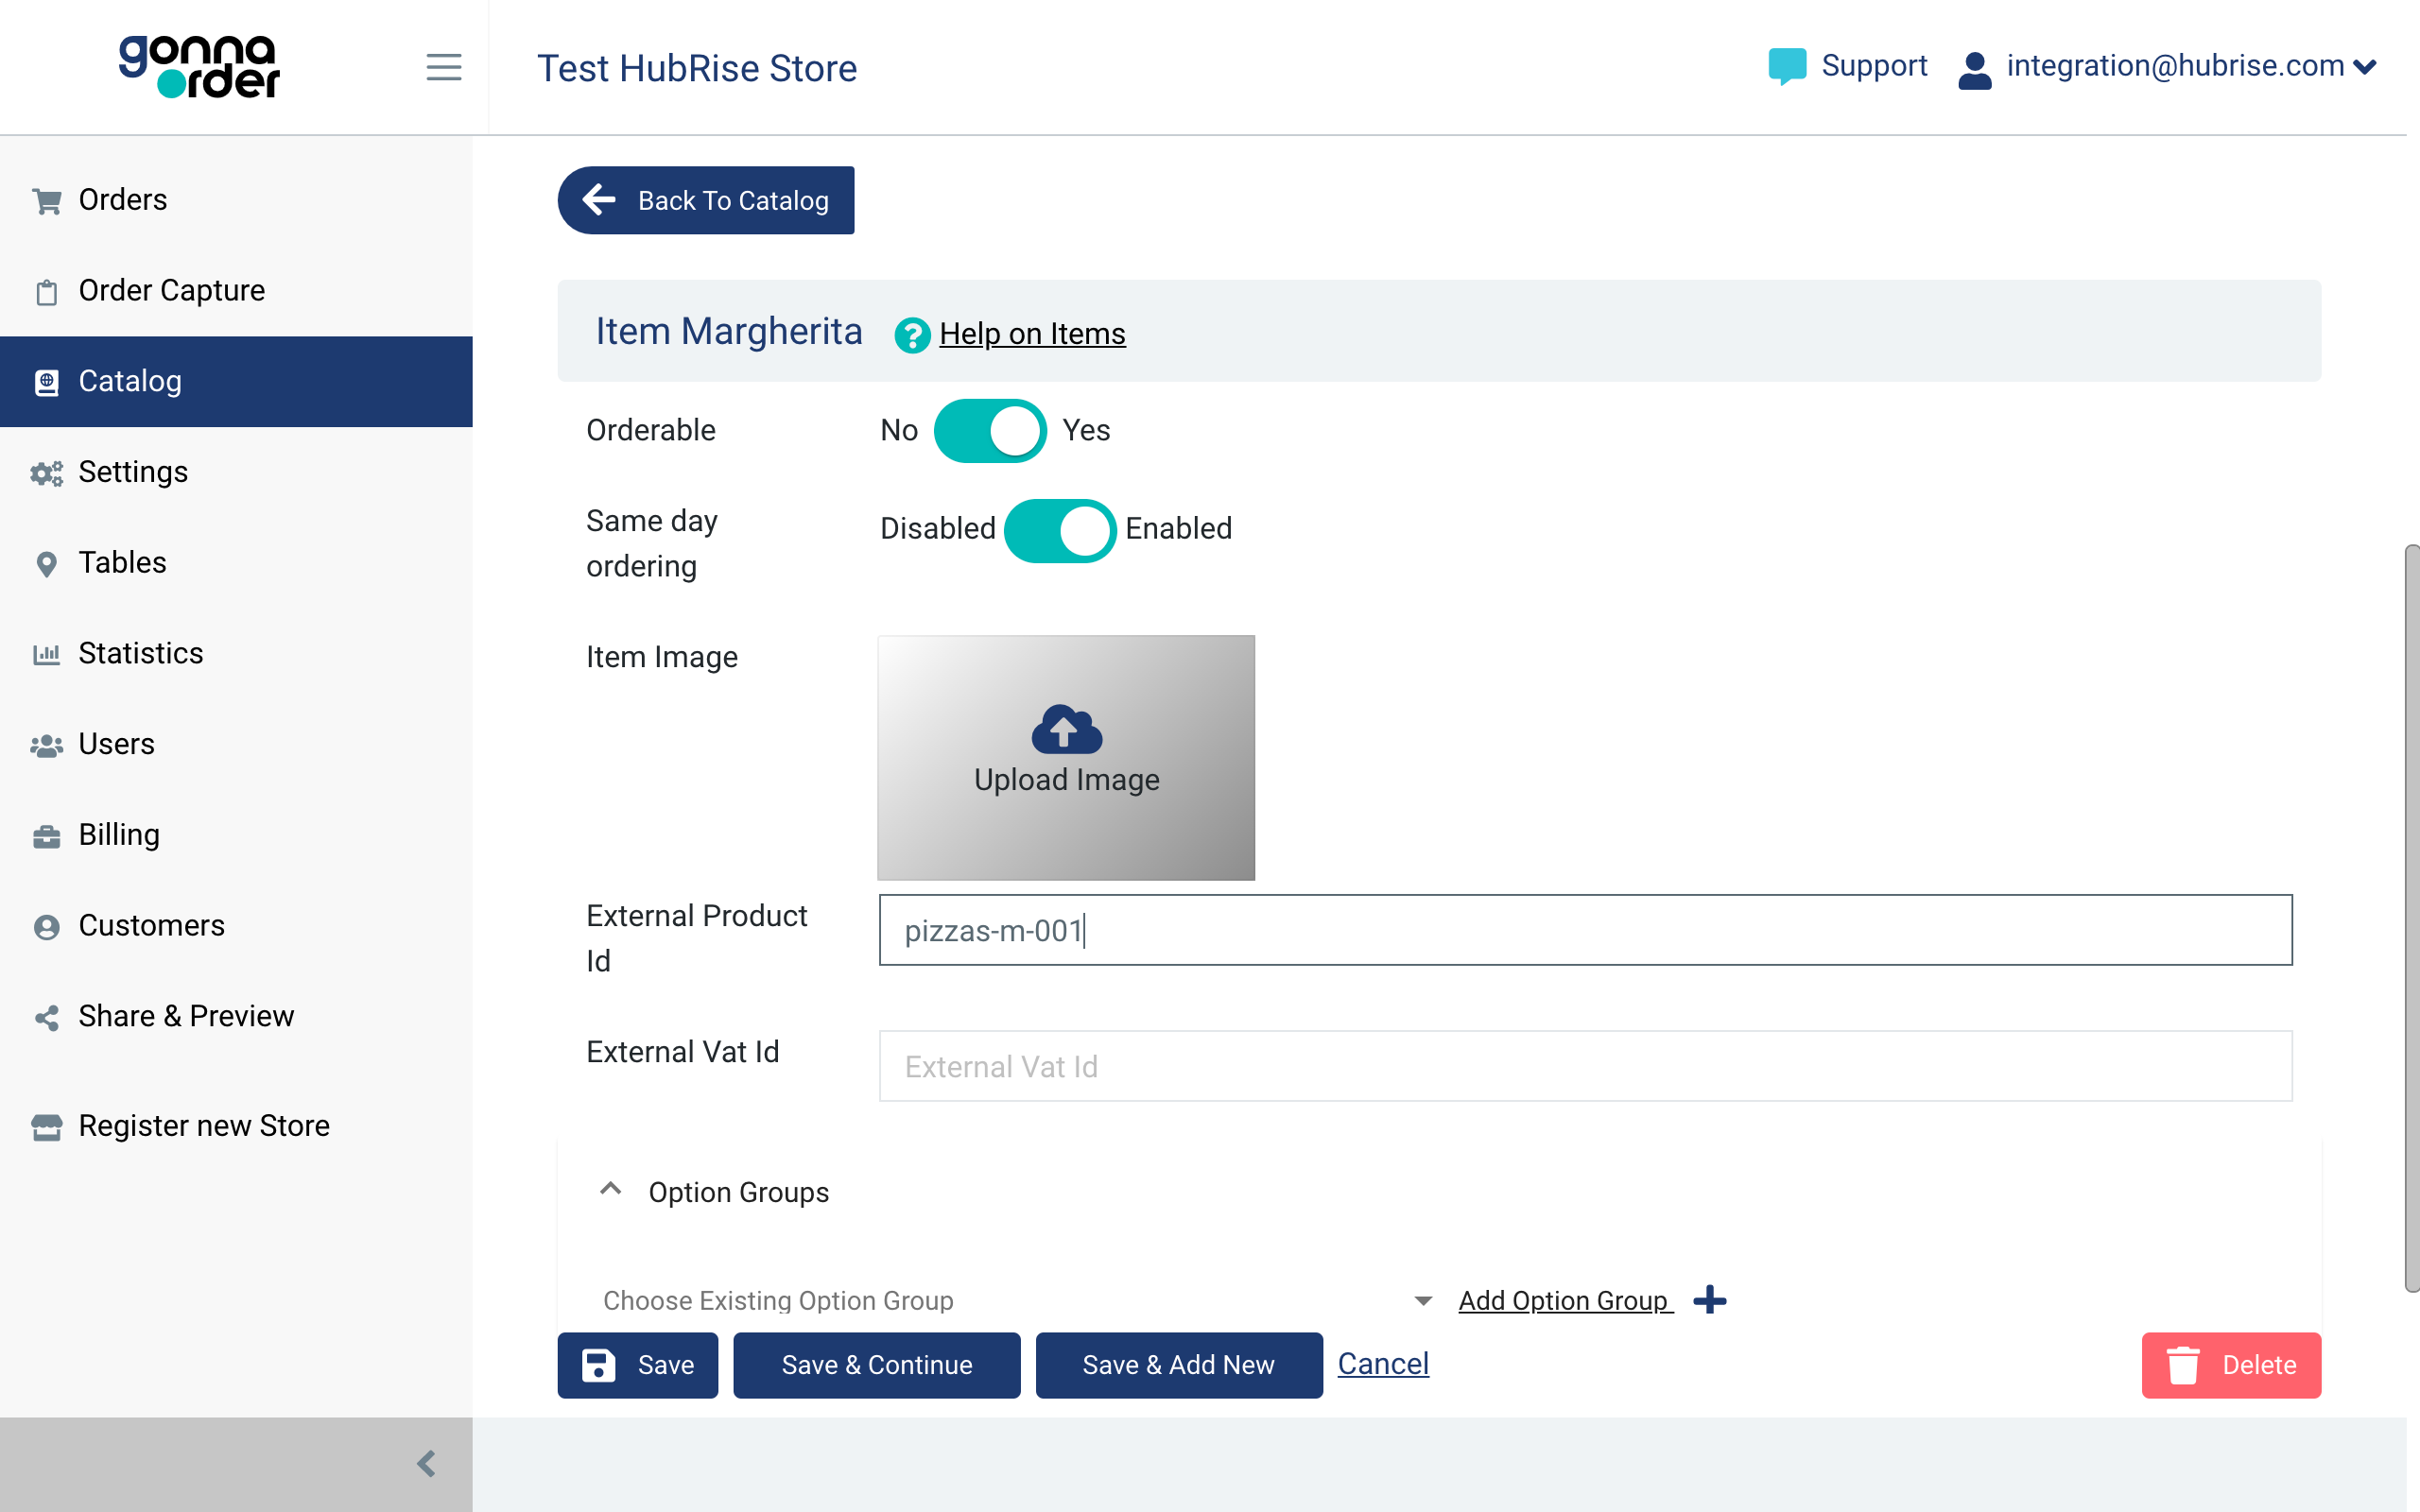 gonna
order
Test HubRise Store
Support
integration@hubrise.com
Orders
Order Capture
Catalog
Settings
Tables
Statistics
Users
Billing
Customers
Share & Preview
Register new Store
Back To Catalog
Item Margherita
? Help on Items
Orderable
No
Yes
Same day
ordering
Disabled
Enabled
Item Image
Upload Image
External Product
Id
pizzas-m-001
External Vat Id
External Vat Id
Option Groups
Choose Existing Option Group
Add Option Group
Save
Save & Continue
Save & Add New
Cancel
Delete